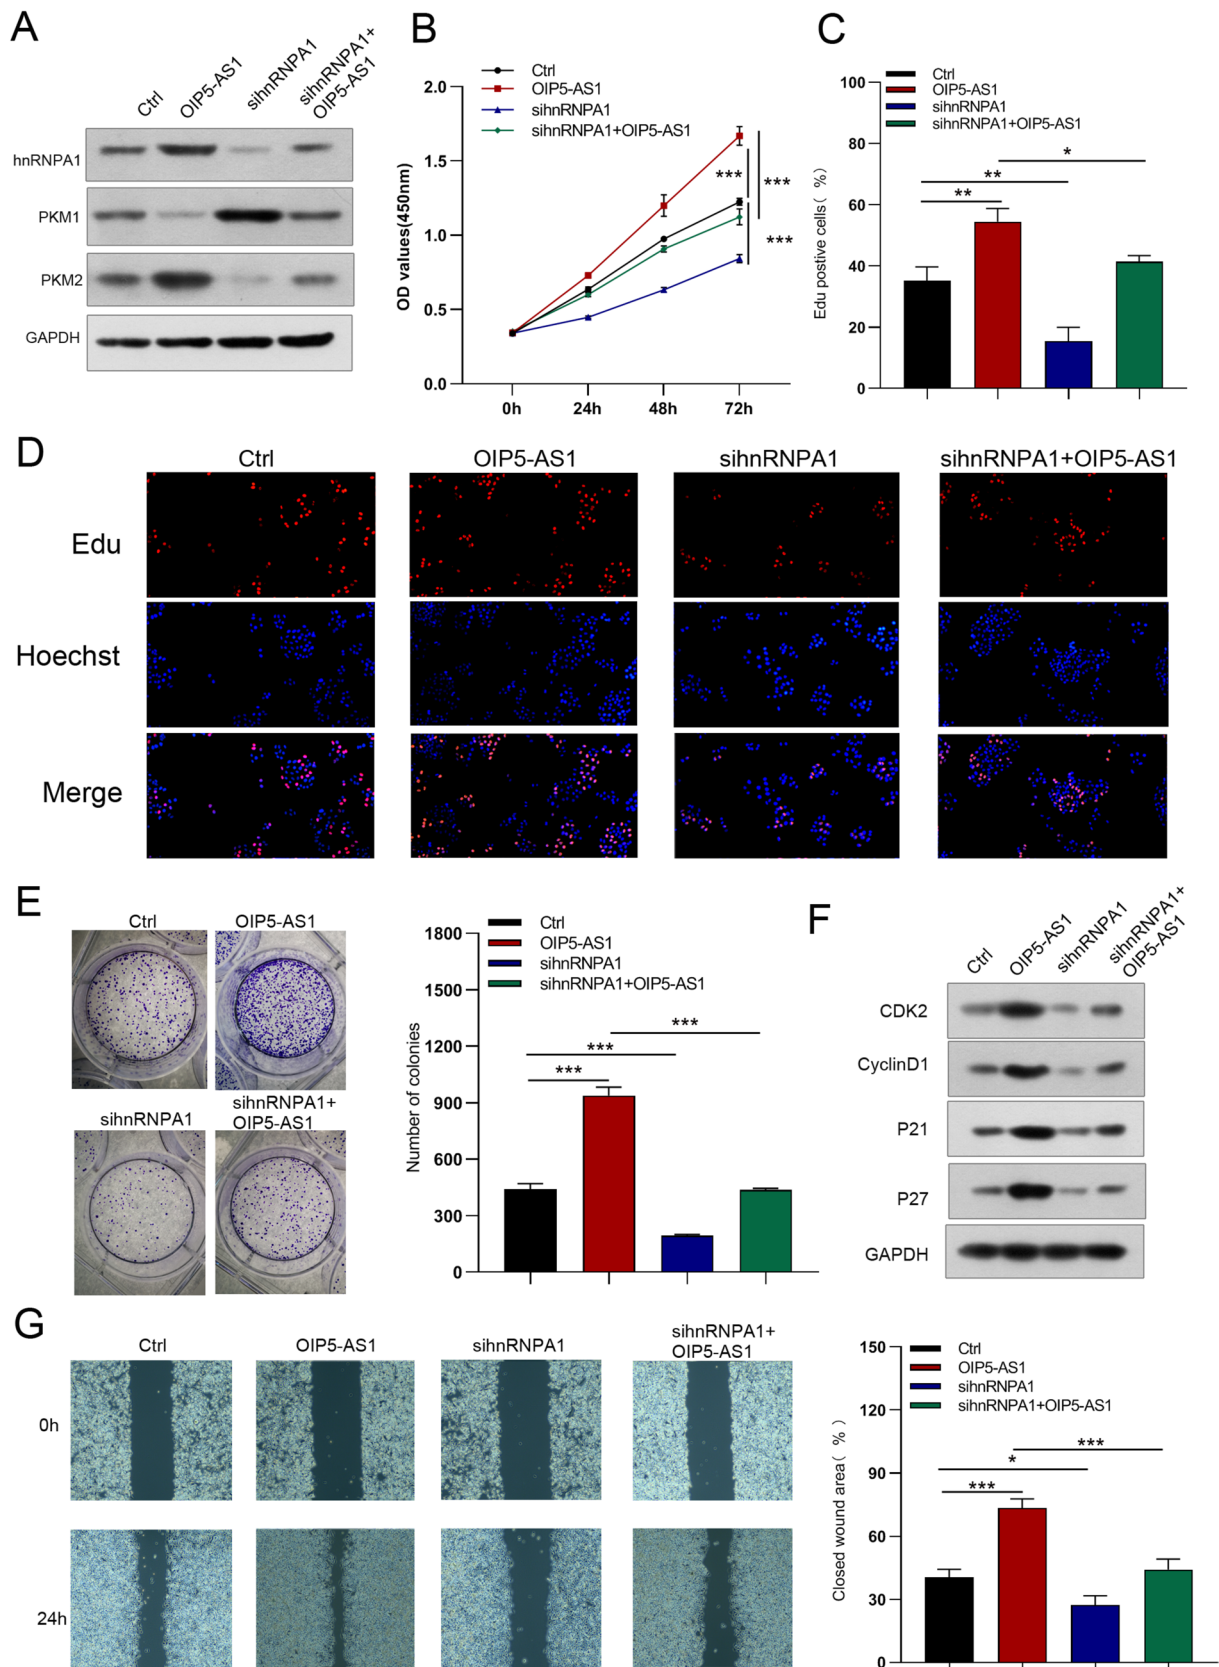 A
Ctrl
OIP5-AS1
sihnRNPA1
sihnRNPA1+
OIP5-AS1
hnRNPA1
PKM1
PKM2
GAPDH
B
Ctrl
OIP5-AS1
sihnRNPA1
sihnRNPA1+OIP5-AS1
OD values(450nm)
2.0
1.5
1.0
0.5
0.0
0h
24h
48h
72h
***
***
***
C
Ctrl
OIP5-AS1
sihnRNPA1
sihnRNPA1+OIP5-AS1
Edu postive cells( %)
100
80
60
40
20
0
*
**
**
D
Ctrl
OIP5-AS1
sihnRNPA1
sihnRNPA1+OIP5-AS1
Edu
Hoechst
Merge
E
Ctrl
OIP5-AS1
sihnRNPA1
sihnRNPA1+
OIP5-AS1
Ctrl
OIP5-AS1
sihnRNPA1
sihnRNPA1+OIP5-AS1
Number of colonies
1800
1500
1200
900
600
300
0
***
***
***
F
Ctrl
OIP5-AS1
sihnRNPA1
sihnRNPA1+
OIP5-AS1
CDK2
CyclinD1
P21
P27
GAPDH
G
Ctrl
OIP5-AS1
sihnRNPA1
sihnRNPA1+
OIP5-AS1
0h
24h
Ctrl
OIP5-AS1
sihnRNPA1
sihnRNPA1+OIP5-AS1
Closed wound area( % )
150
120
90
60
30
0
***
*
***